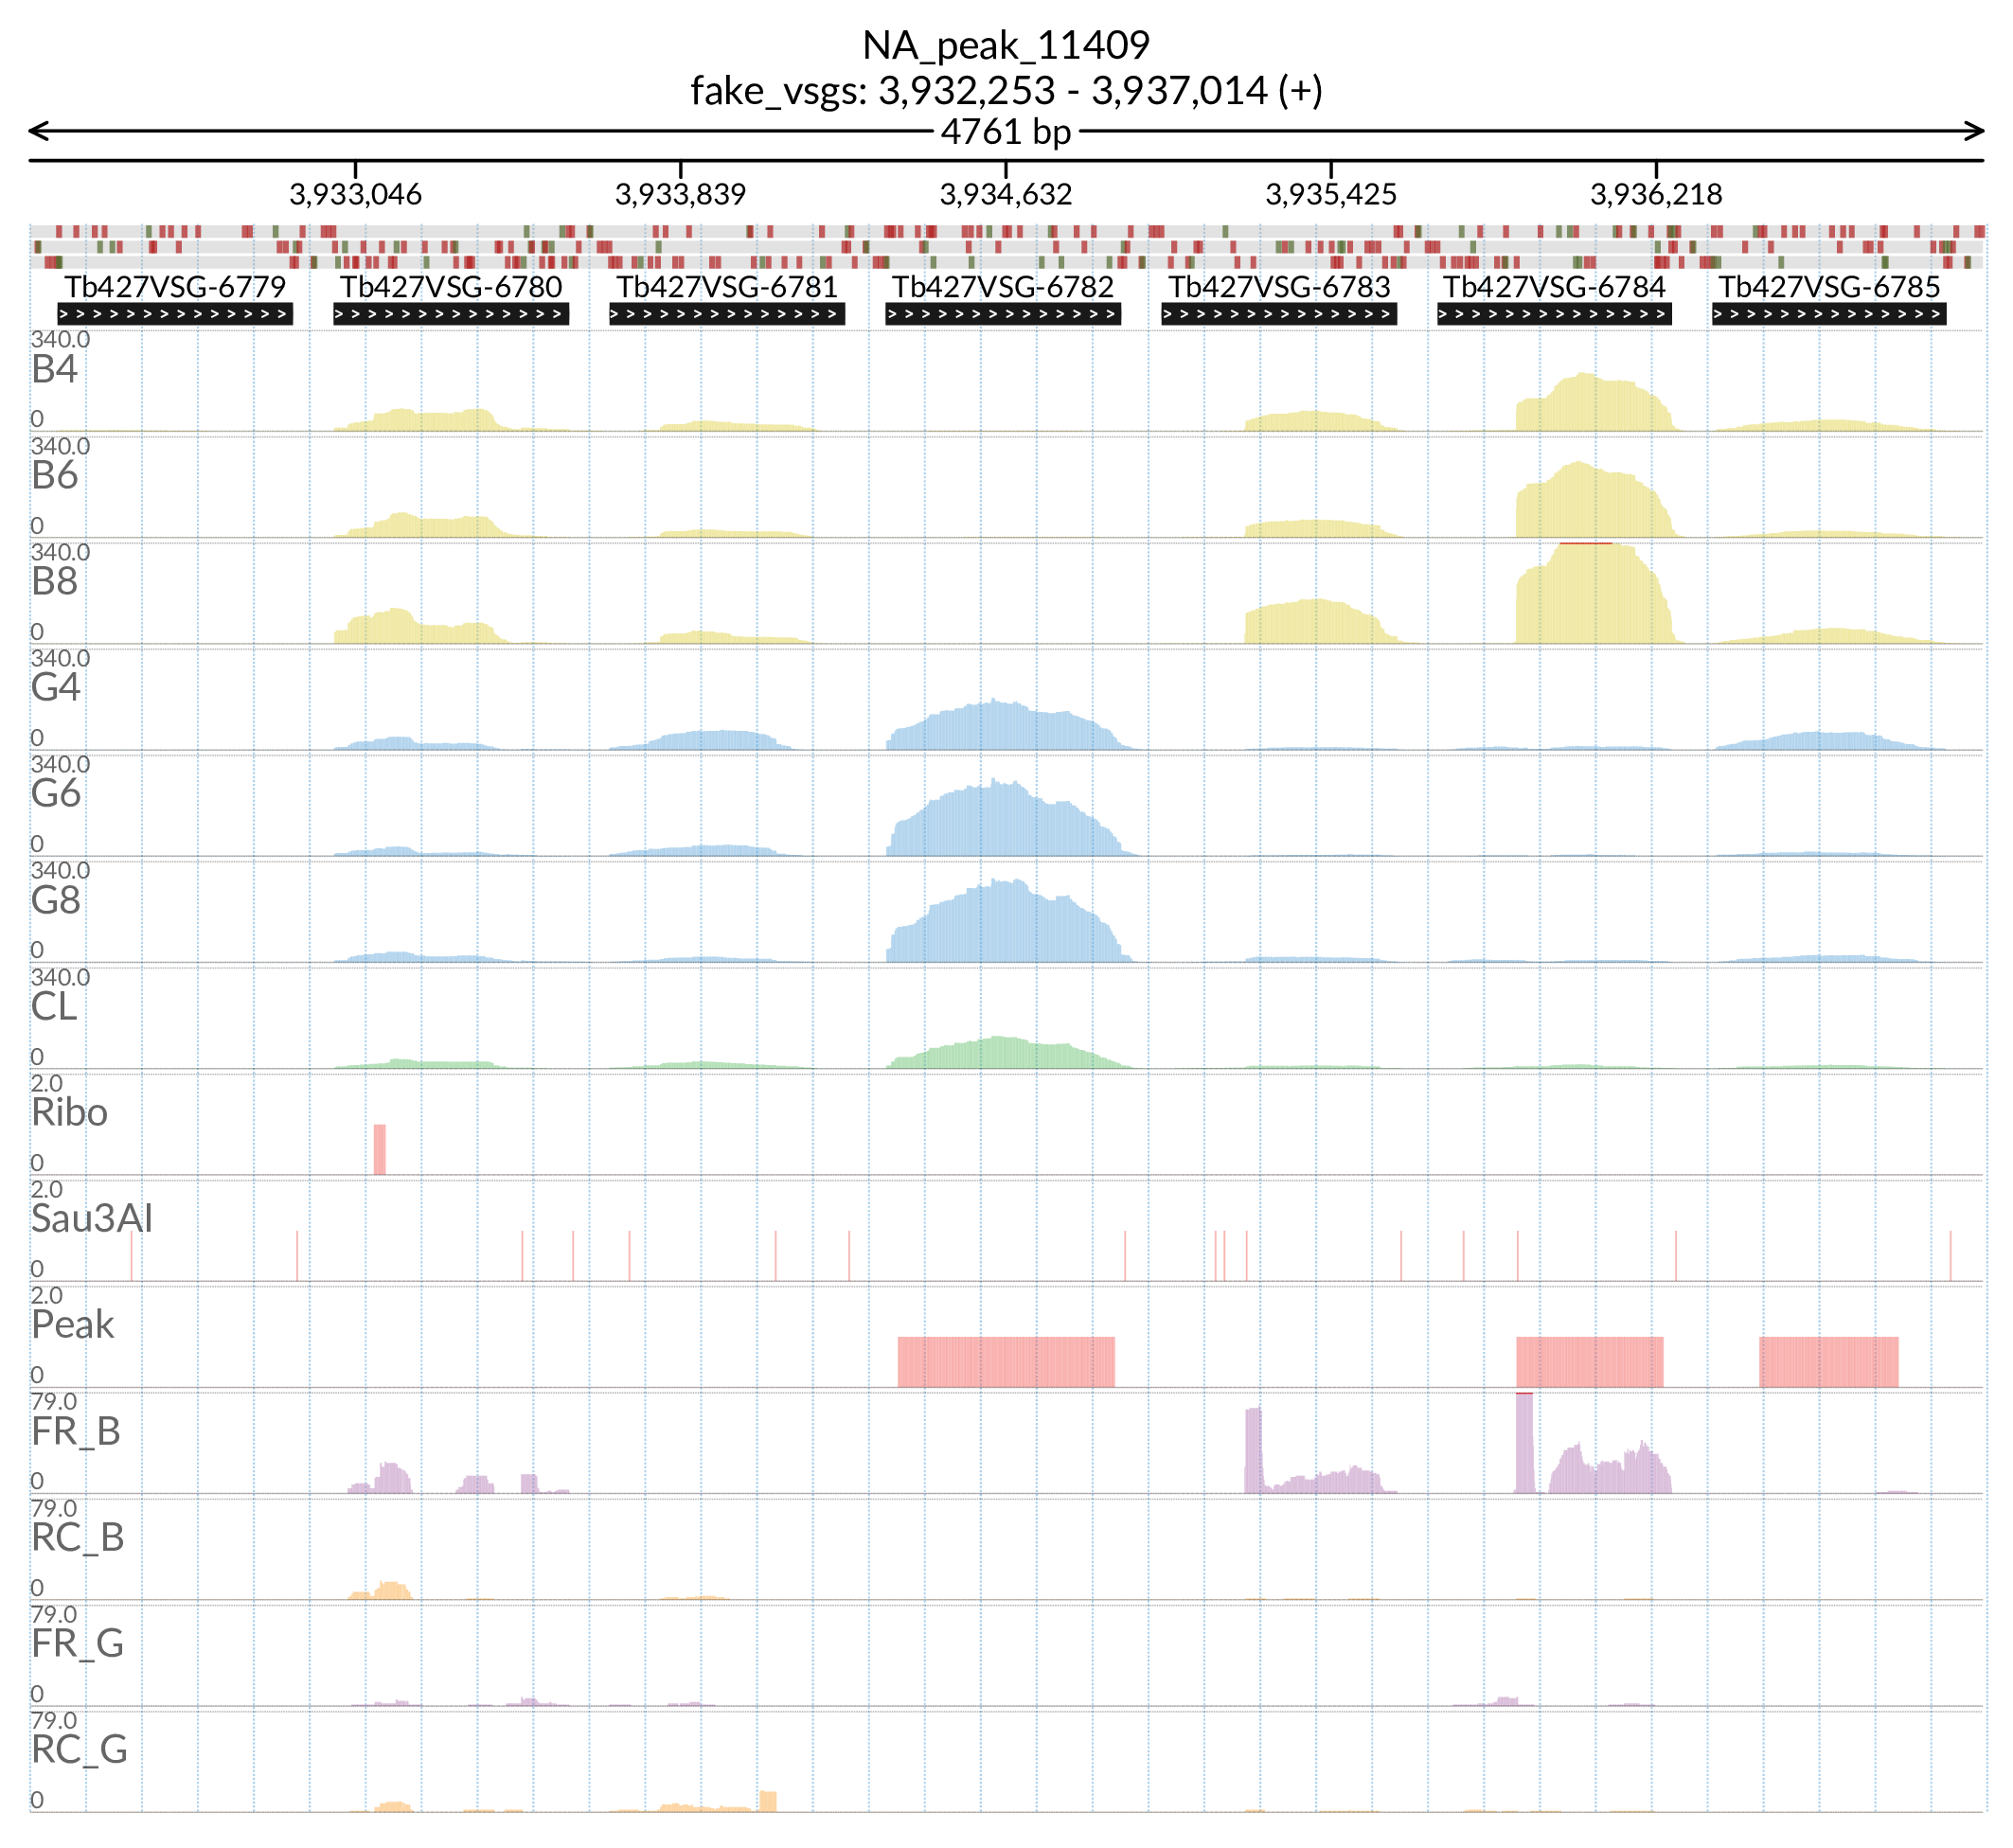 NA_peak_11409
fake_vsgs: 3,932,253 - 3,937,014 (+)
4761 bp
3,933,046 3,933,839 3,934,632 3,935,425 3,936,218
Tb427VSG-6779 Tb427VSG-6780 Tb427VSG-6781 Tb427VSG-6782 Tb427VSG-6783 Tb427VSG-6784 Tb427VSG-6785
340.0
B4
0
340.0
B6
0
340.0
B8
0
340.0
G4
0
340.0
G6
0
340.0
G8
0
340.0
CL
0
2.0
Ribo
0
2.0
Sau3AI
0
2.0
Peak
0
79.0
FR_B
0
79.0
RC_B
0
79.0
FR_G
0
79.0
RC_G
0